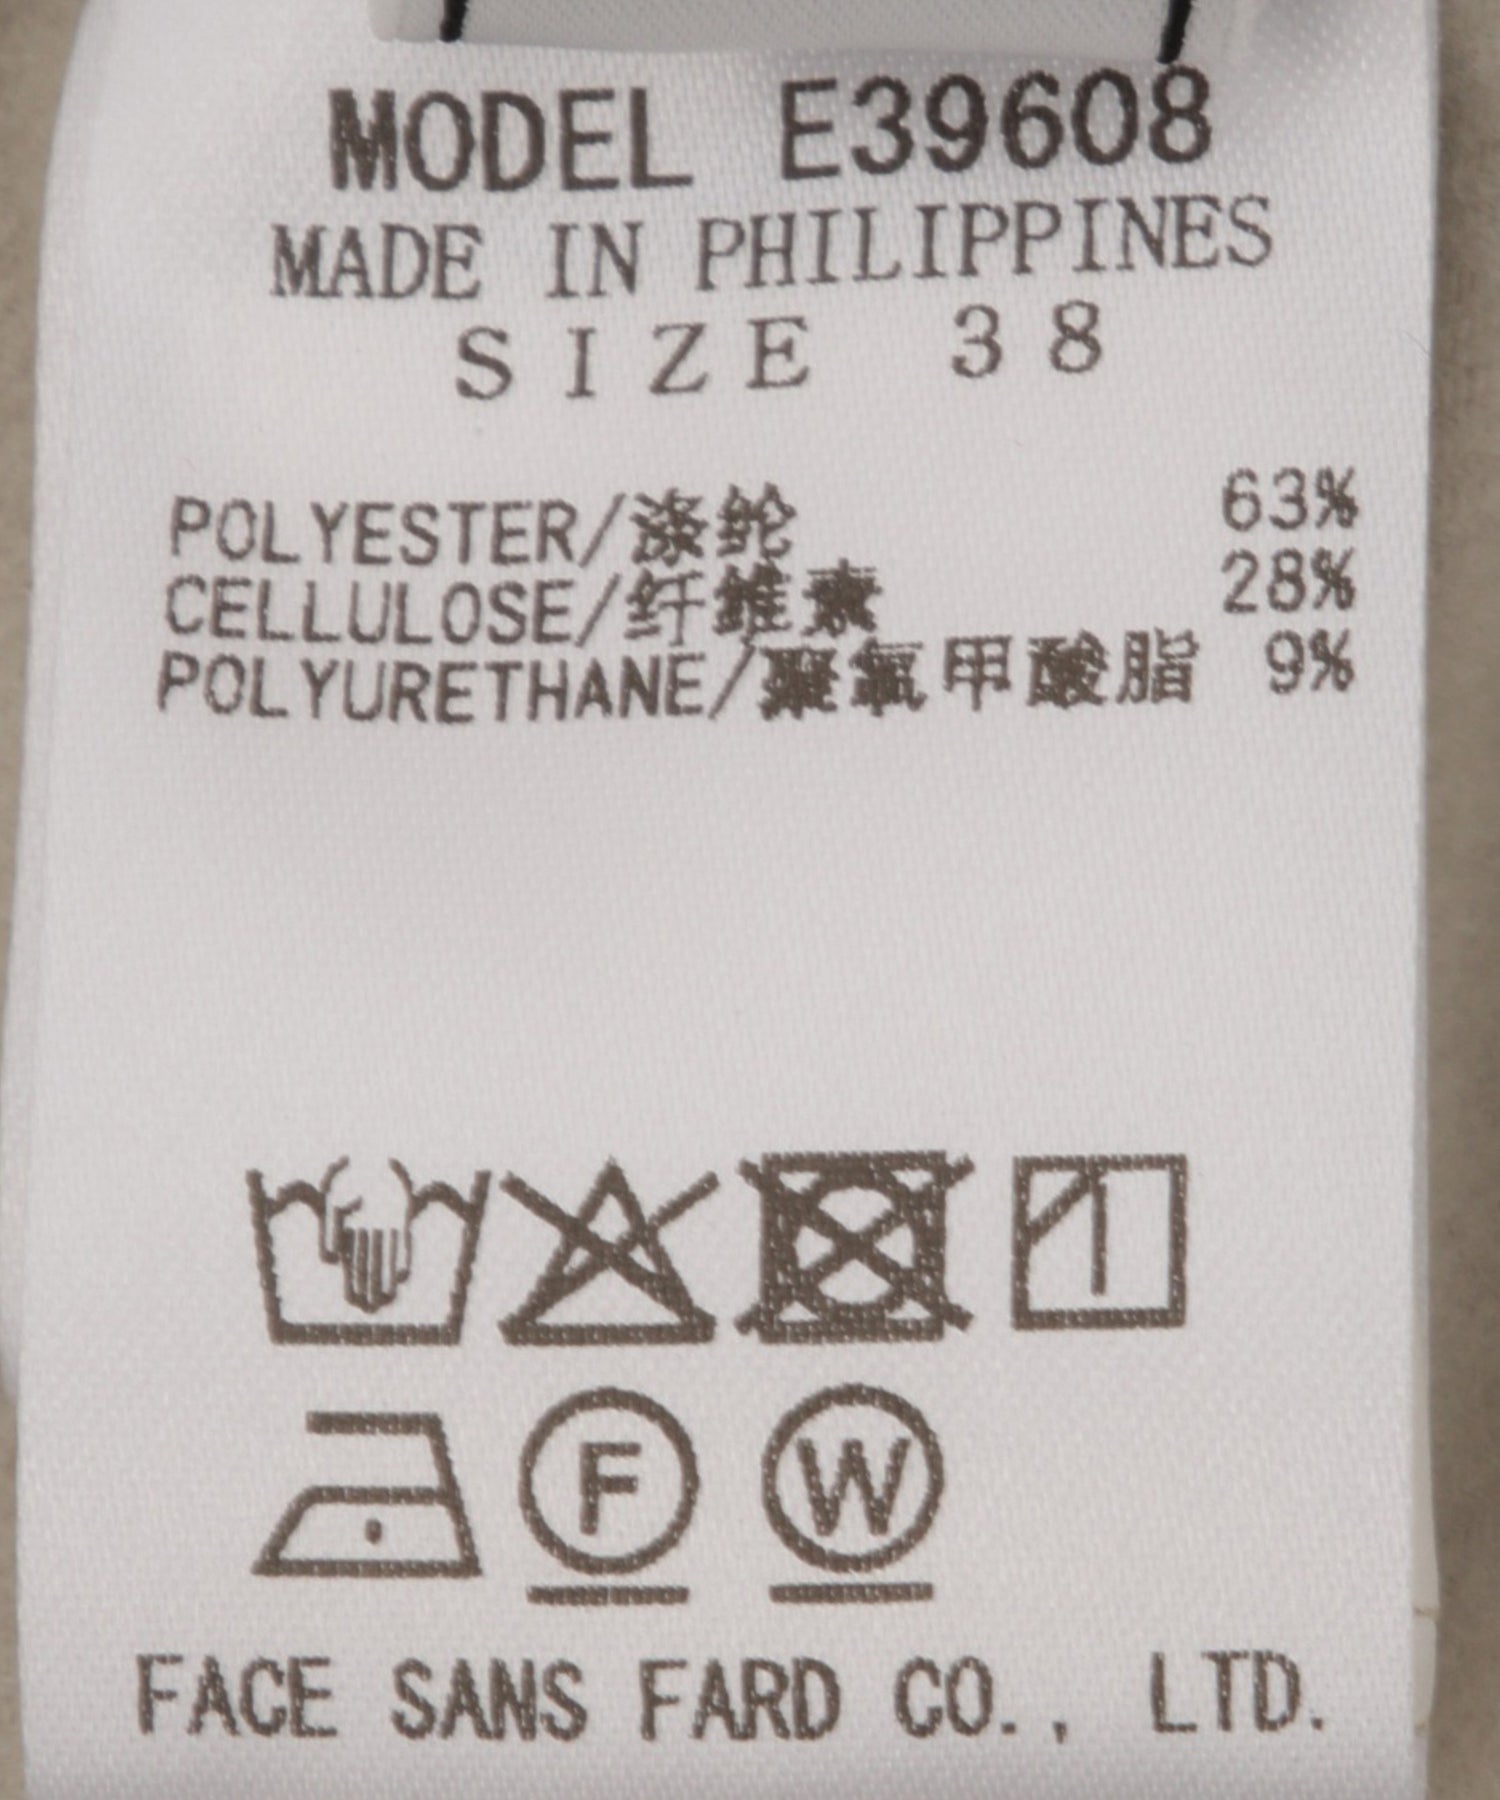 MODEL E39608
MADE IN PHILIPPINES
SIZE 38
POLYESTER/涤纶 63%
CELLULOSE/纤维素 28%
POLYURETHANE/聚氨甲酸脂 9%
F W
FACE SANS FARD CO., LTD.